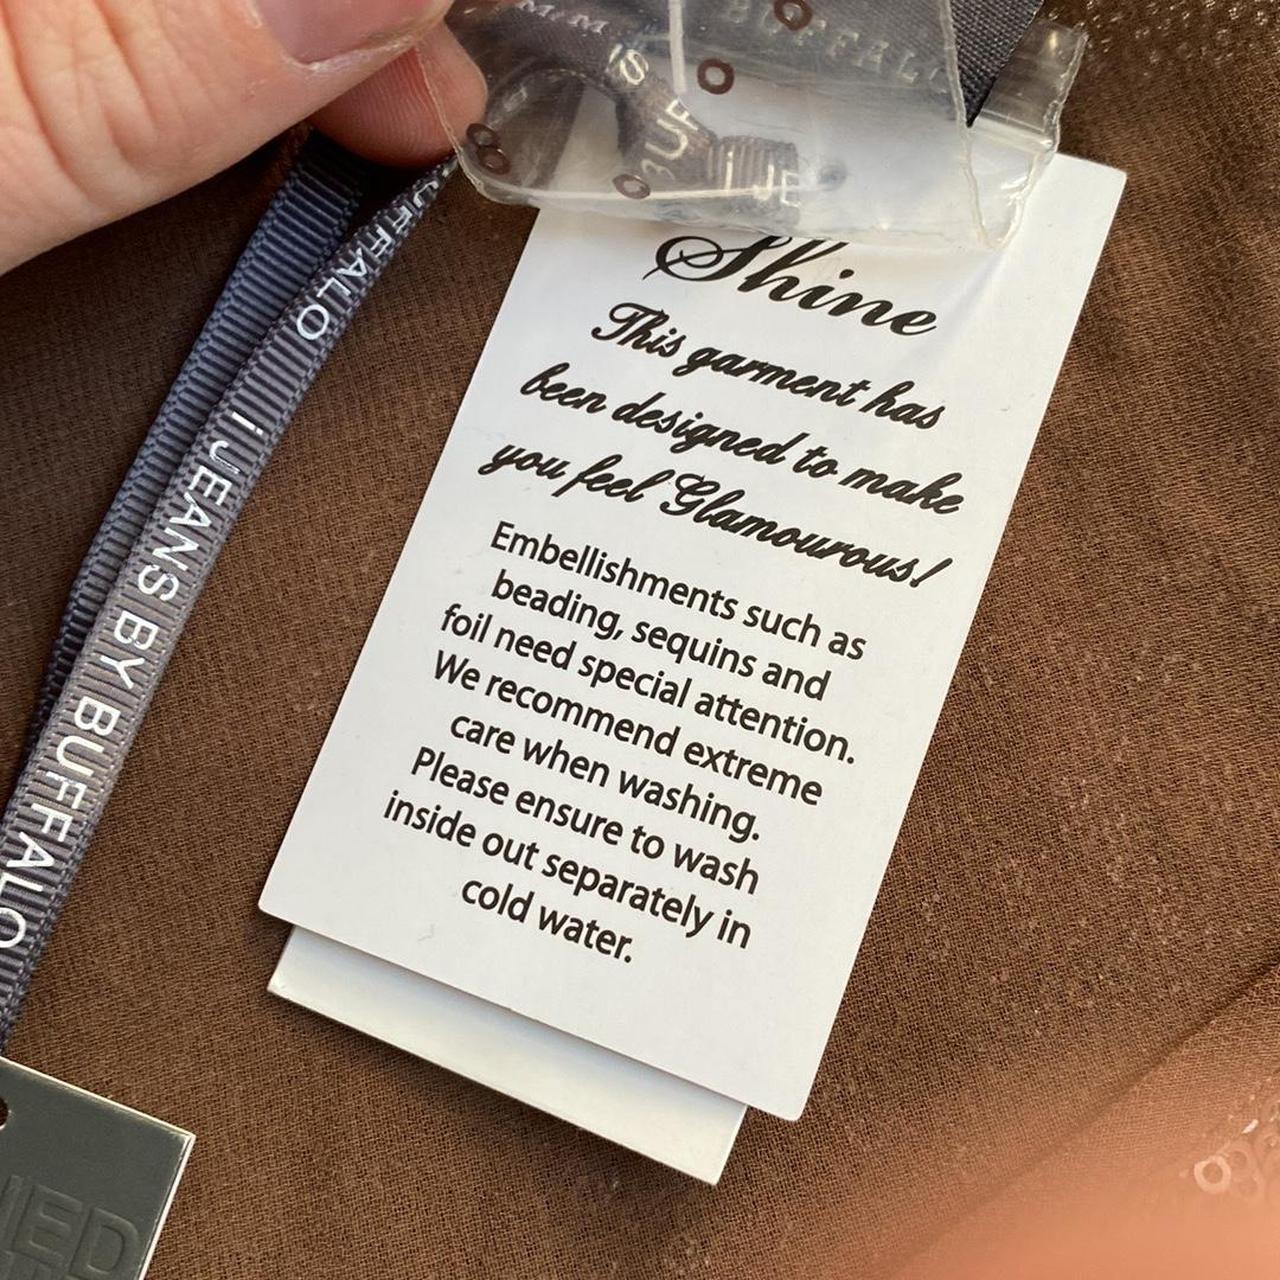 M/M
'S
BUFFALO
BUF
JE
Shine
This garment has
been designed to make
you feel Glamourous!
Embellishments such as
beading, sequins and
foil need special attention.
We recommend extreme
care when washing.
Please ensure to wash
inside out separately in
cold water.
BUFFALO
i JEANS BY BUFFALO